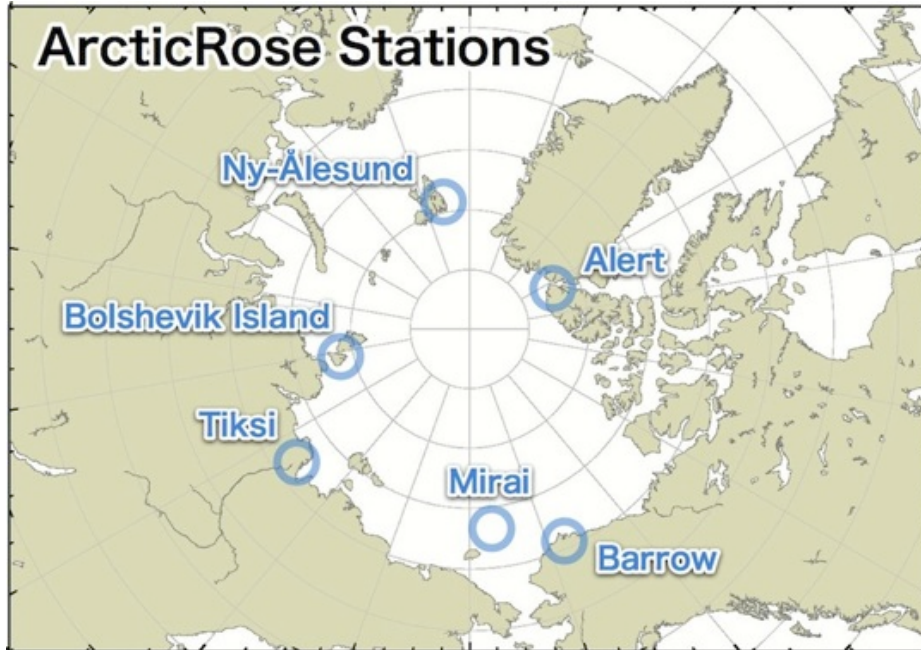 ArcticRose Stations
Ny-Ålesund
Alert
Bolshevik Island
Tiksi
Mirai
Barrow